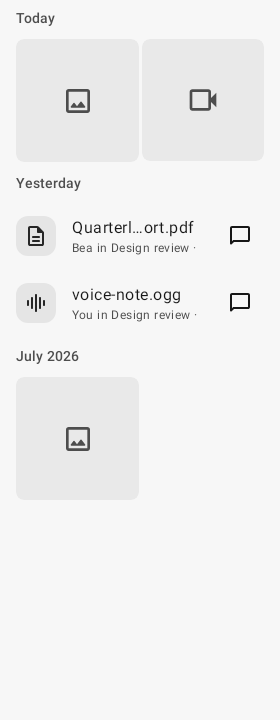 Today
Yesterday
Quarterl…ort.pdf
Bea in Design review ·
voice-note.ogg
You in Design review ·
July 2026